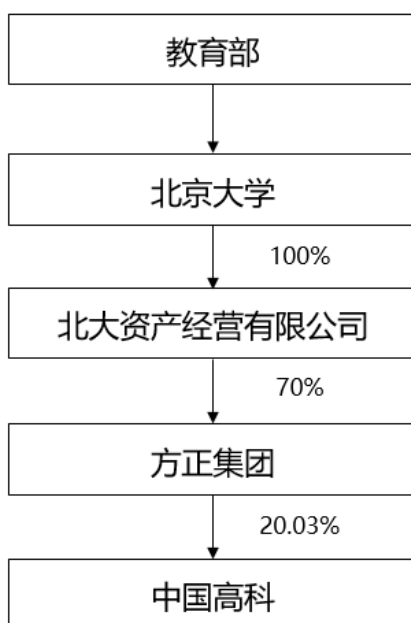 教育部
北京大学
100%
北大资产经营有限公司
70%
方正集团
20.03%
中国高科